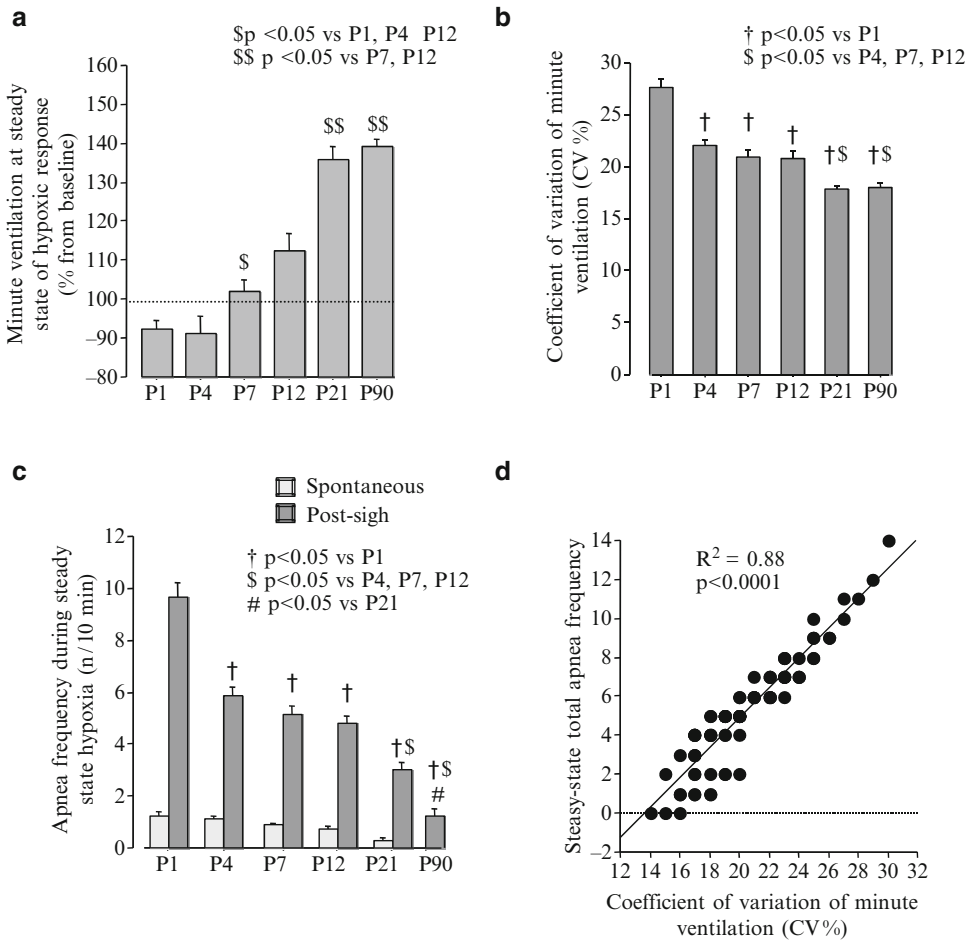 a
$p <0.05 vs P1, P4 P12
$$ p <0.05 vs P7, P12
Minute ventilation at steady
state of hypoxic response
(% from baseline)
160
150
140
130
120
110
100
–90
–80
$
$$
$$
P1 P4 P7 P12 P21 P90
b
† p<0.05 vs P1
$ p<0.05 vs P4, P7, P12
Coefficient of variation of minute
ventilation (CV %)
30
25
20
15
10
5
0
†
†
†
†$
†$
P1 P4 P7 P12 P21 P90
c
Spontaneous
Post-sigh
† p<0.05 vs P1
$ p<0.05 vs P4, P7, P12
# p<0.05 vs P21
Apnea frequency during steady
state hypoxia (n/10 min)
12
10
8
6
4
2
0
†
†
†
†$
†$
#
P1 P4 P7 P12 P21 P90
d
R² = 0.88
p<0.0001
Steasy-state total apnea frequency
14
12
10
8
6
4
2
0
–2
12 14 16 18 20 22 24 26 28 30 32
Coefficient of variation of minute
ventilation (CV%)